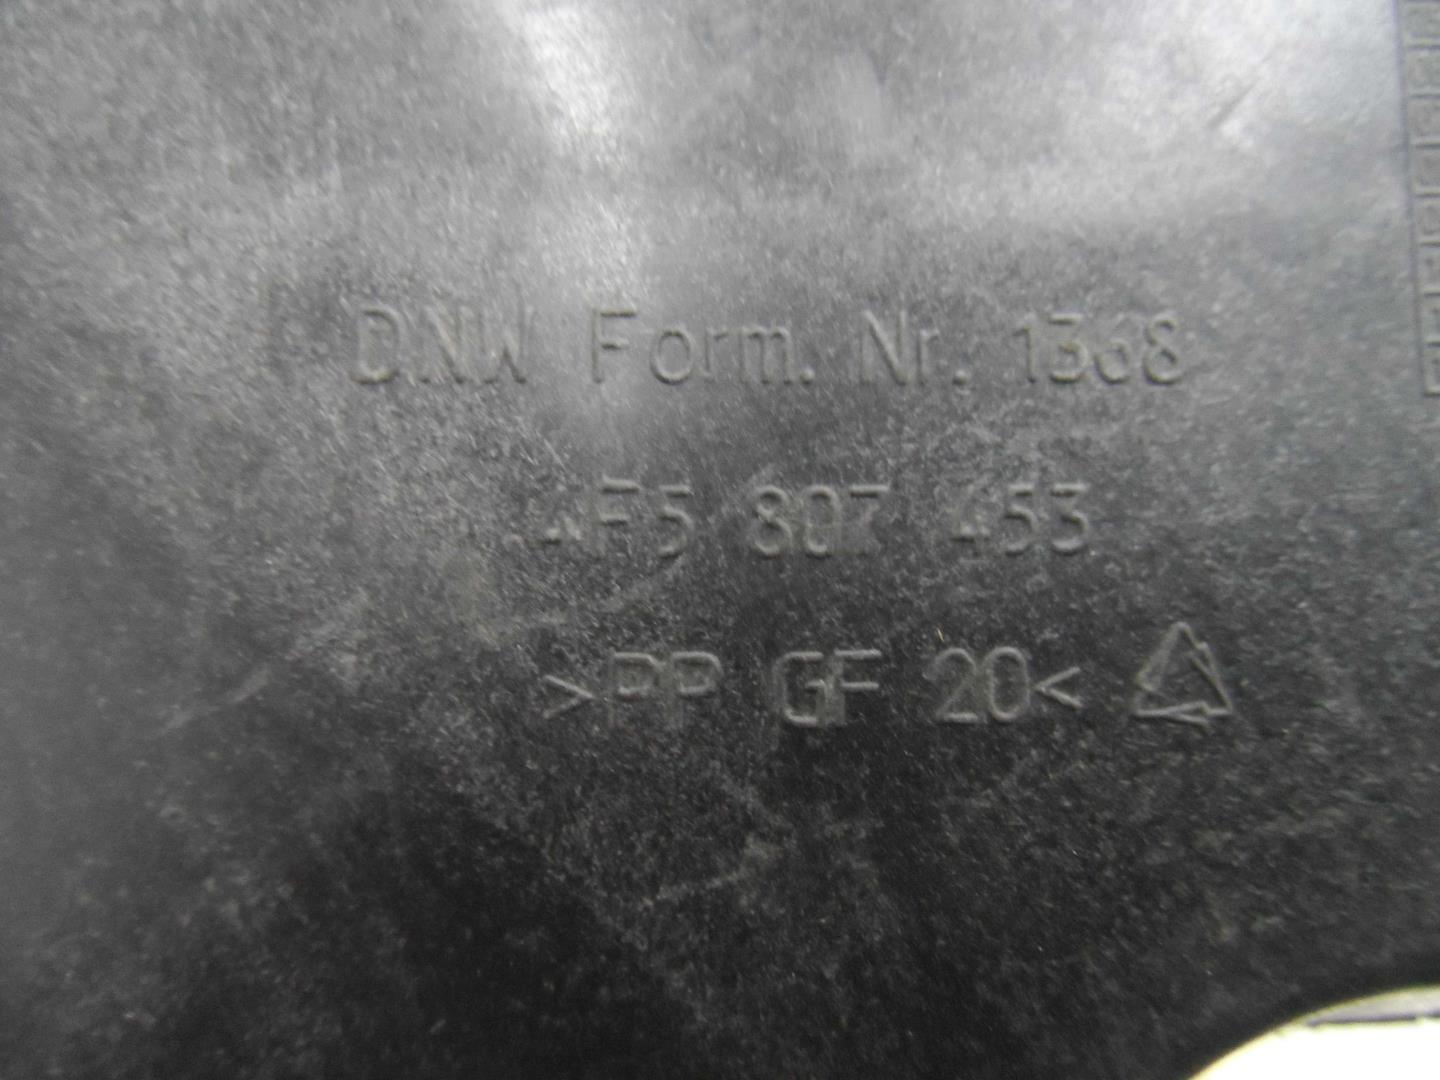 DNW Form. Nr. 1368
4F5 807 453
>PP GF 20<